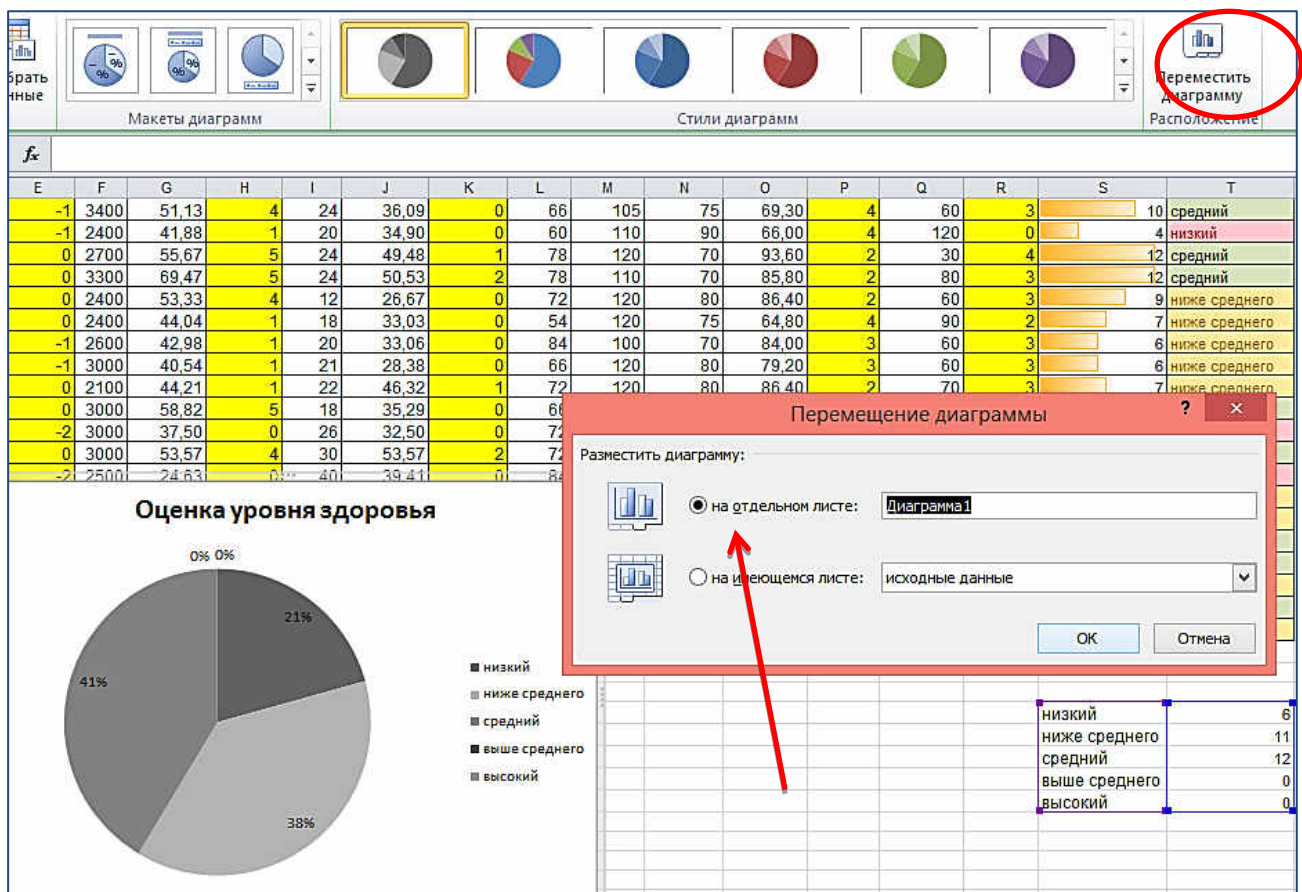 брать
нные
Макеты диаграмм
Стили диаграмм
Переместить
диаграмму
Расположение
fx
E F G H I J K L M N O P Q R S T
-1 3400 51,13 4 24 36,09 0 66 105 75 69,30 4 60 3 10 средний
-1 2400 41,88 1 20 34,90 0 60 110 90 66,00 4 120 0 4 низкий
0 2700 55,67 5 24 49,48 1 78 120 70 93,60 2 30 4 12 средний
0 3300 69,47 5 24 50,53 2 78 110 70 85,80 2 80 3 12 средний
0 2400 53,33 4 12 26,67 0 72 120 80 86,40 2 60 3 9 ниже среднего
0 2400 44,04 1 18 33,03 0 54 120 75 64,80 4 90 2 7 ниже среднего
-1 2600 42,98 1 20 33,06 0 84 100 70 84,00 3 60 3 6 ниже среднего
-1 3000 40,54 1 21 28,38 0 66 120 80 79,20 3 60 3 6 ниже среднего
0 2100 44,21 1 22 46,32 1 72 120 80 86,40 2 70 3 7 ниже среднего
0 3000 58,82 5 18 35,29 0
-2 3000 37,50 0 26 32,50 0
0 3000 53,57 4 30 53,57 2
-2 2500 24,63 0 40 39,41 0
Перемещение диаграммы ? ×
Разместить диаграмму:
на отдельном листе: Диаграмма1
на имеющемся листе: исходные данные
ОК Отмена
Оценка уровня здоровья
0% 0%
21%
41%
38%
низкий
ниже среднего
средний
выше среднего
высокий
низкий 6
ниже среднего 11
средний 12
выше среднего 0
высокий 0